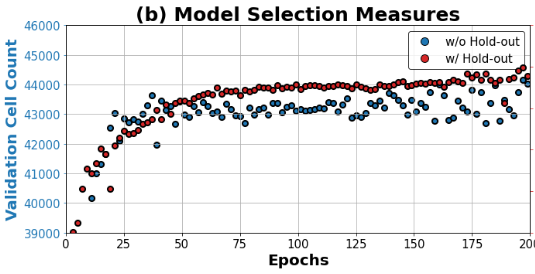 (b) Model Selection Measures
46000
45000
44000
43000
42000
41000
40000
39000
Validation Cell Count
w/o Hold-out
w/ Hold-out
0 25 50 75 100 125 150 175 200
Epochs